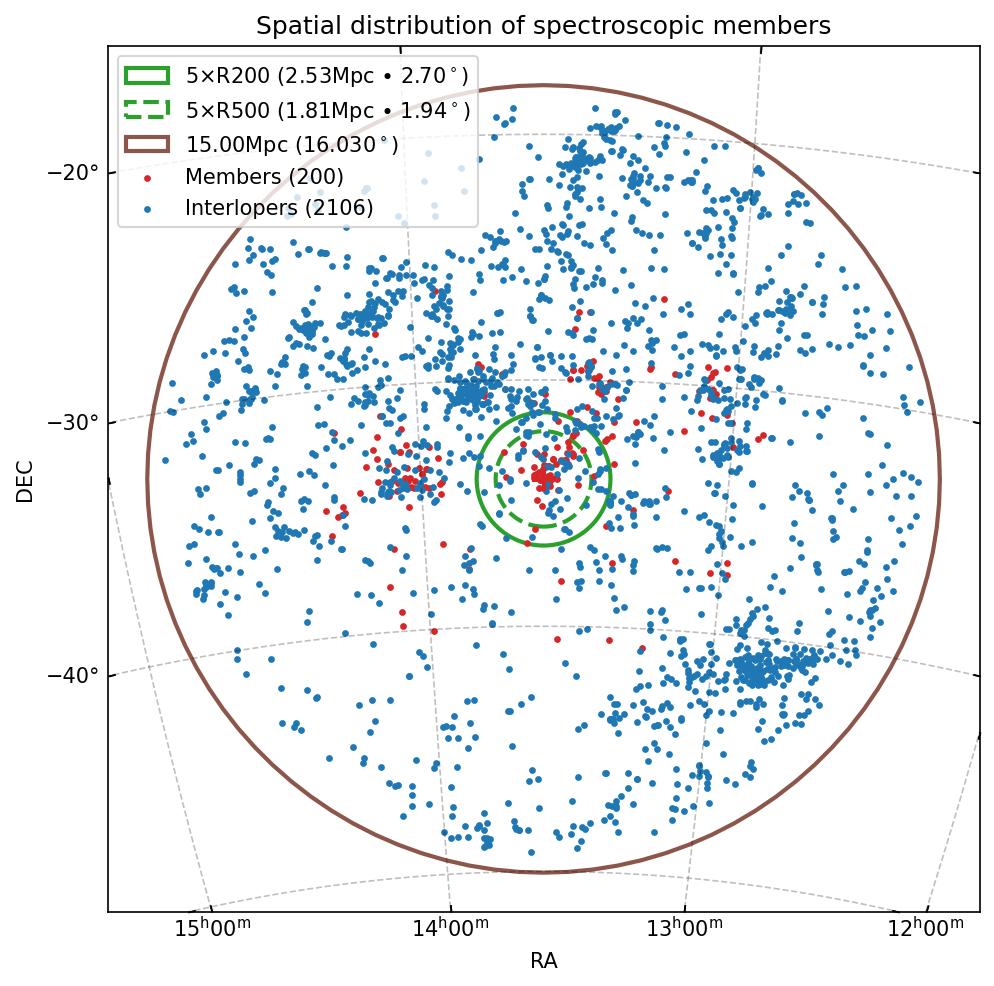 Spatial distribution of spectroscopic members
5×R200 (2.53Mpc • 2.70°)
5×R500 (1.81Mpc • 1.94°)
15.00Mpc (16.030°)
Members (200)
Interlopers (2106)
−20°
−30°
−40°
DEC
15ʰ00ᵐ 14ʰ00ᵐ 13ʰ00ᵐ 12ʰ00ᵐ
RA